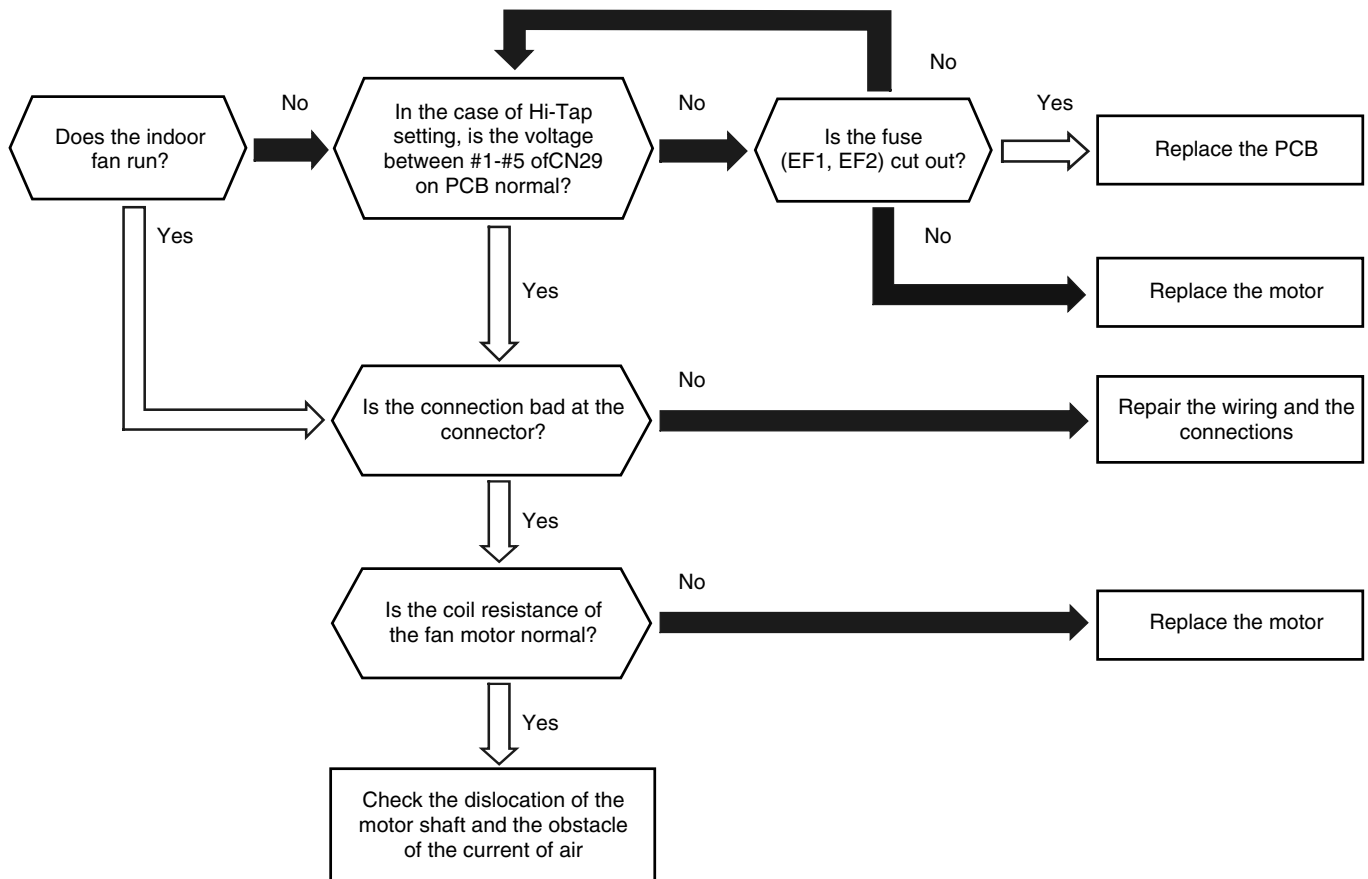 No
Does the indoor
fan run?
No
In the case of Hi-Tap
setting, is the voltage
between #1-#5 ofCN29
on PCB normal?
No
Is the fuse
(EF1, EF2) cut out?
Yes
Replace the PCB
Yes
No
Yes
Replace the motor
Is the connection bad at the
connector?
No
Repair the wiring and the
connections
Yes
Is the coil resistance of
the fan motor normal?
No
Replace the motor
Yes
Check the dislocation of the
motor shaft and the obstacle
of the current of air